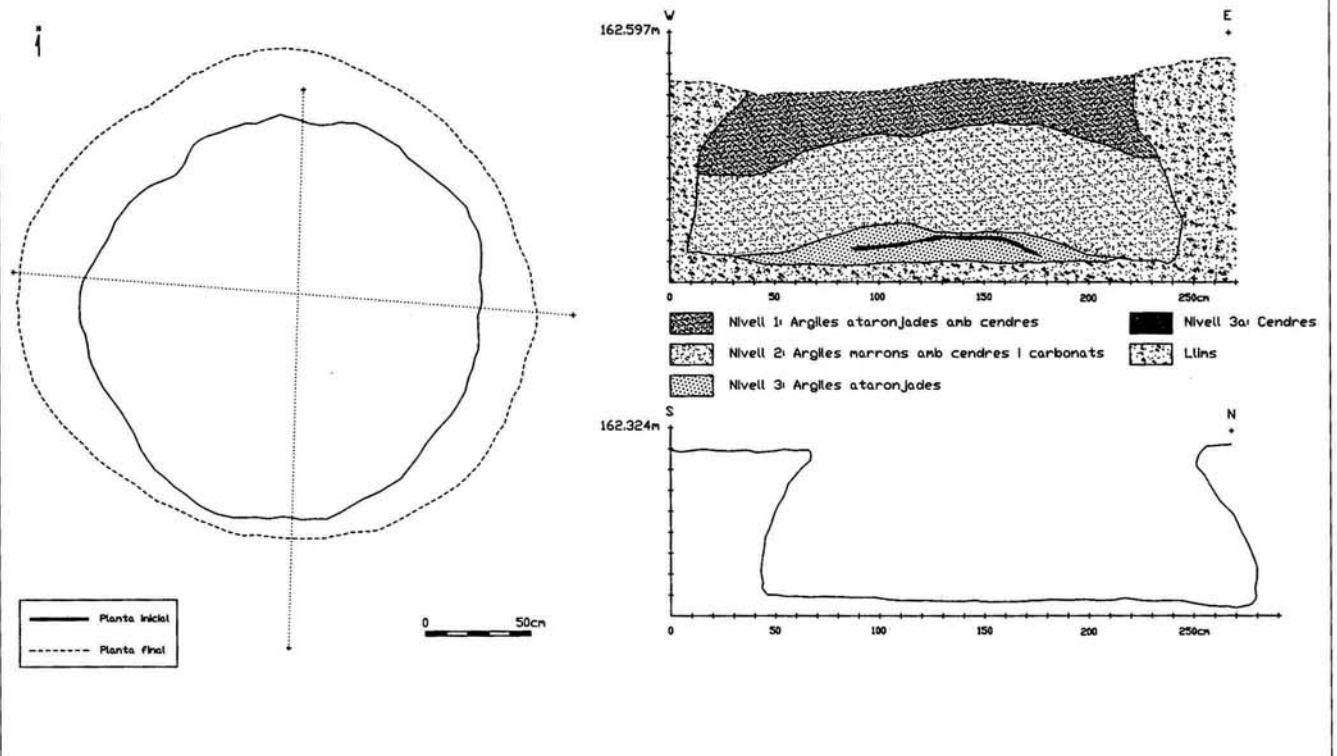 W
E
162.597m
0 50 100 150 200 250cm
Nivell 1: Argiles ataronjades amb cendres
Nivell 3a: Cendres
Nivell 2: Argiles marrons amb cendres i carbonats
Llims
Nivell 3: Argiles ataronjades
S
N
162.324m
0 50 100 150 200 250cm
Planta inicial
Planta final
0 50cm